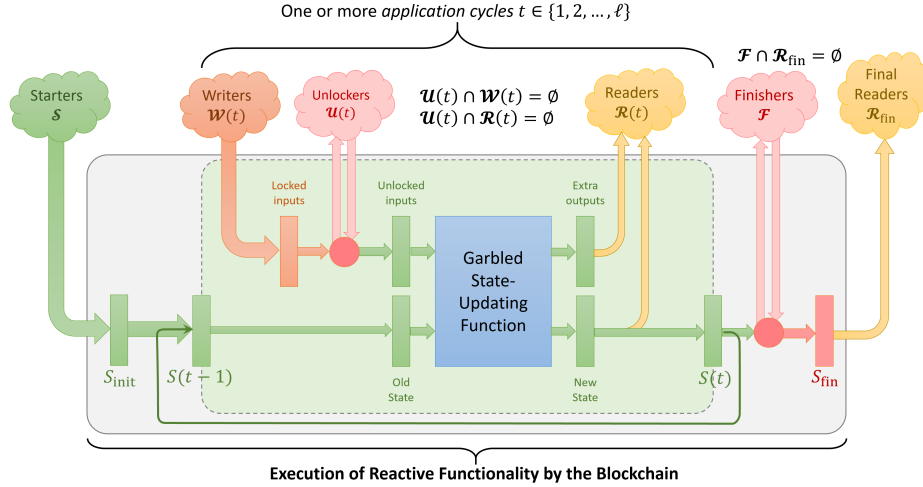 One or more application cycles t ∈ {1, 2, … , ℓ}
Starters
𝓢
Writers
𝓦(t)
Unlockers
𝓤(t)
𝓤(t) ∩ 𝓦(t) = ∅
𝓤(t) ∩ 𝓡(t) = ∅
Readers
𝓡(t)
𝓕 ∩ 𝓡fin = ∅
Finishers
𝓕
Final
Readers
𝓡fin
Locked
inputs
Unlocked
inputs
Extra
outputs
Garbled
State-
Updating
Function
Sinit
S(t − 1)
Old
State
New
State
S(t)
Sfin
Execution of Reactive Functionality by the Blockchain